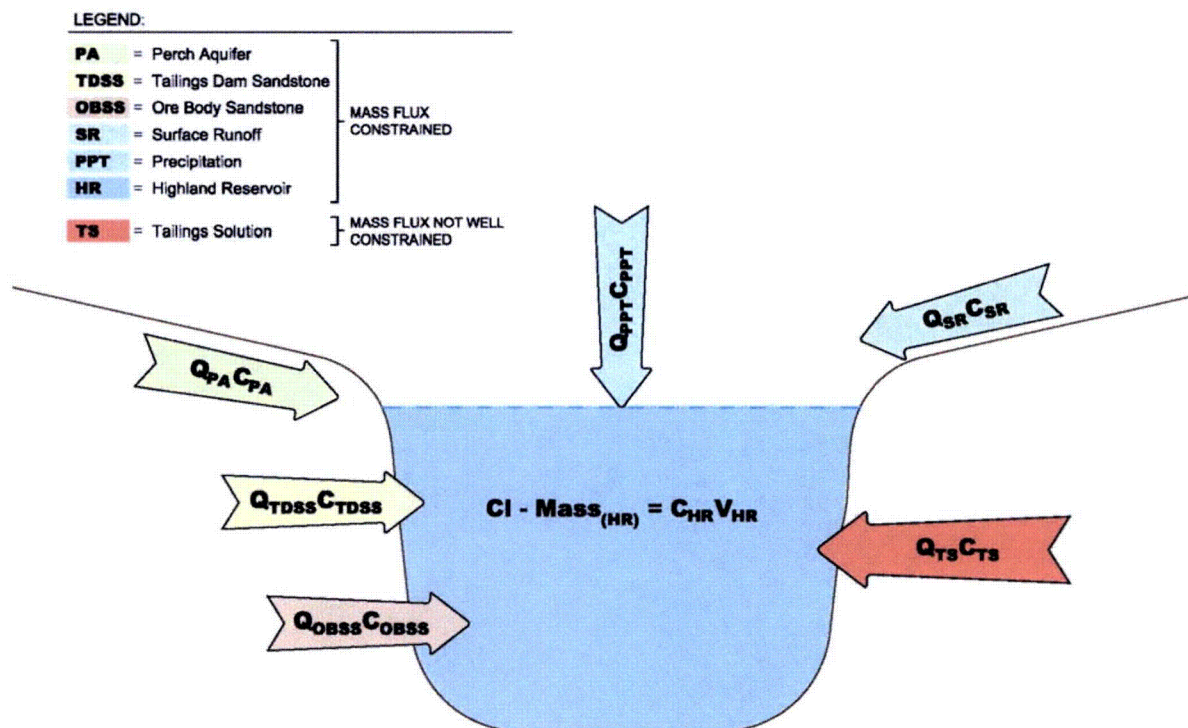 LEGEND:
PA = Perch Aquifer
TDSS = Tailings Dam Sandstone
OBSS = Ore Body Sandstone
SR = Surface Runoff
PPT = Precipitation
HR = Highland Reservoir
MASS FLUX
CONSTRAINED
TS = Tailings Solution
MASS FLUX NOT WELL
CONSTRAINED
QPPTCPPT
QSRCSR
QPACPA
QTDSSCTDSS
Cl - Mass(HR) = CHRVHR
QTSCTS
QOBSSCOBSS